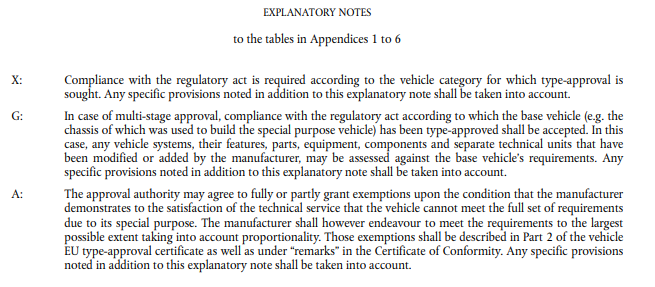 EXPLANATORY NOTES
to the tables in Appendices 1 to 6
X: Compliance with the regulatory act is required according to the vehicle category for which type-approval is
sought. Any specific provisions noted in addition to this explanatory note shall be taken into account.
G: In case of multi-stage approval, compliance with the regulatory act according to which the base vehicle (e.g. the
chassis of which was used to build the special purpose vehicle) has been type-approved shall be accepted. In this
case, any vehicle systems, their features, parts, equipment, components and separate technical units that have
been modified or added by the manufacturer, may be assessed against the base vehicle's requirements. Any
specific provisions noted in addition to this explanatory note shall be taken into account.
A: The approval authority may agree to fully or partly grant exemptions upon the condition that the manufacturer
demonstrates to the satisfaction of the technical service that the vehicle cannot meet the full set of requirements
due to its special purpose. The manufacturer shall however endeavour to meet the requirements to the largest
possible extent taking into account proportionality. Those exemptions shall be described in Part 2 of the vehicle
EU type-approval certificate as well as under “remarks” in the Certificate of Conformity. Any specific provisions
noted in addition to this explanatory note shall be taken into account.